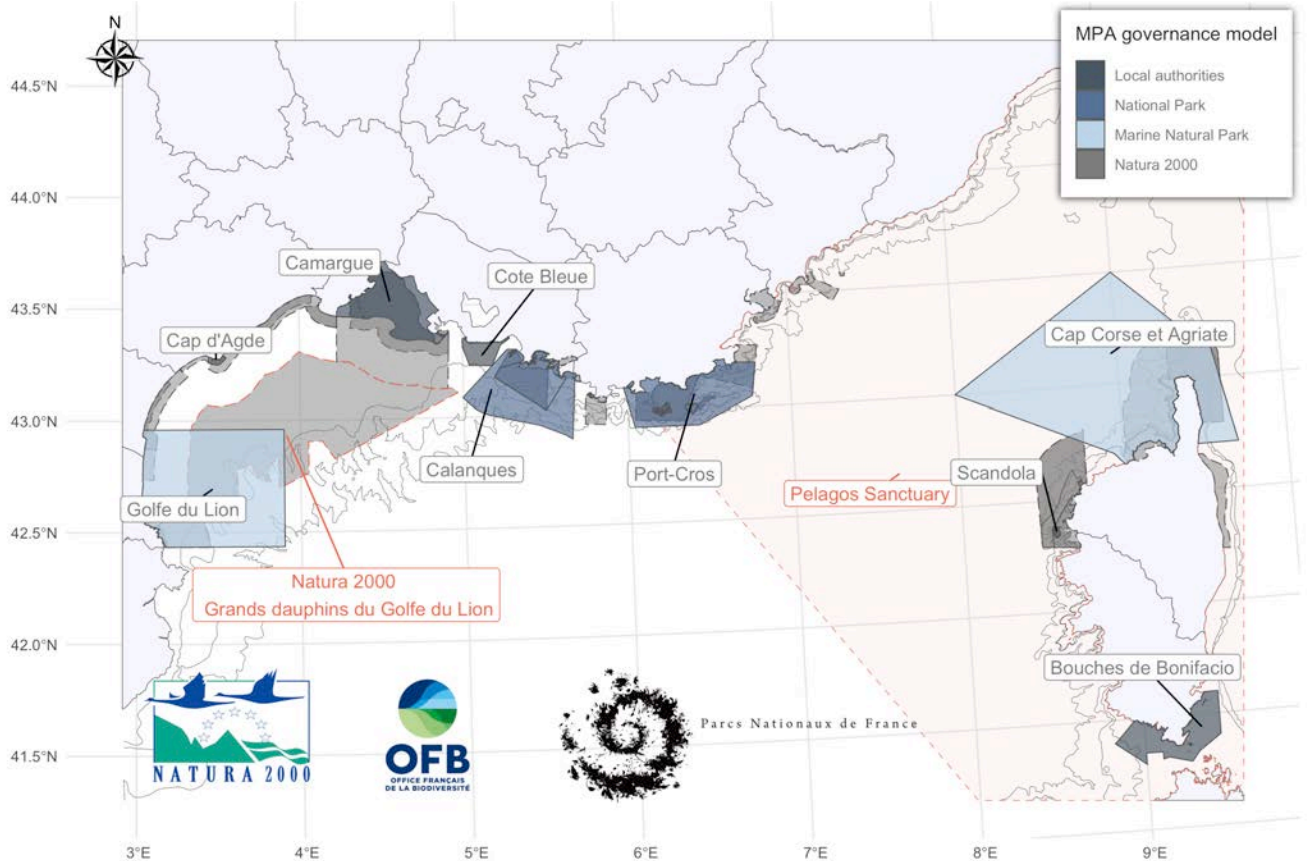 N
MPA governance model
Local authorities
National Park
Marine Natural Park
Natura 2000
44.5°N
44.0°N
43.5°N
43.0°N
42.5°N
42.0°N
41.5°N
Camargue
Cote Bleue
Cap d'Agde
Cap Corse et Agriate
Calanques
Port-Cros
Scandola
Golfe du Lion
Pelagos Sanctuary
Natura 2000
Grands dauphins du Golfe du Lion
Bouches de Bonifacio
NATURA 2000
OFB
OFFICE FRANÇAIS
DE LA BIODIVERSITÉ
Parcs Nationaux de France
3°E
4°E
5°E
6°E
7°E
8°E
9°E